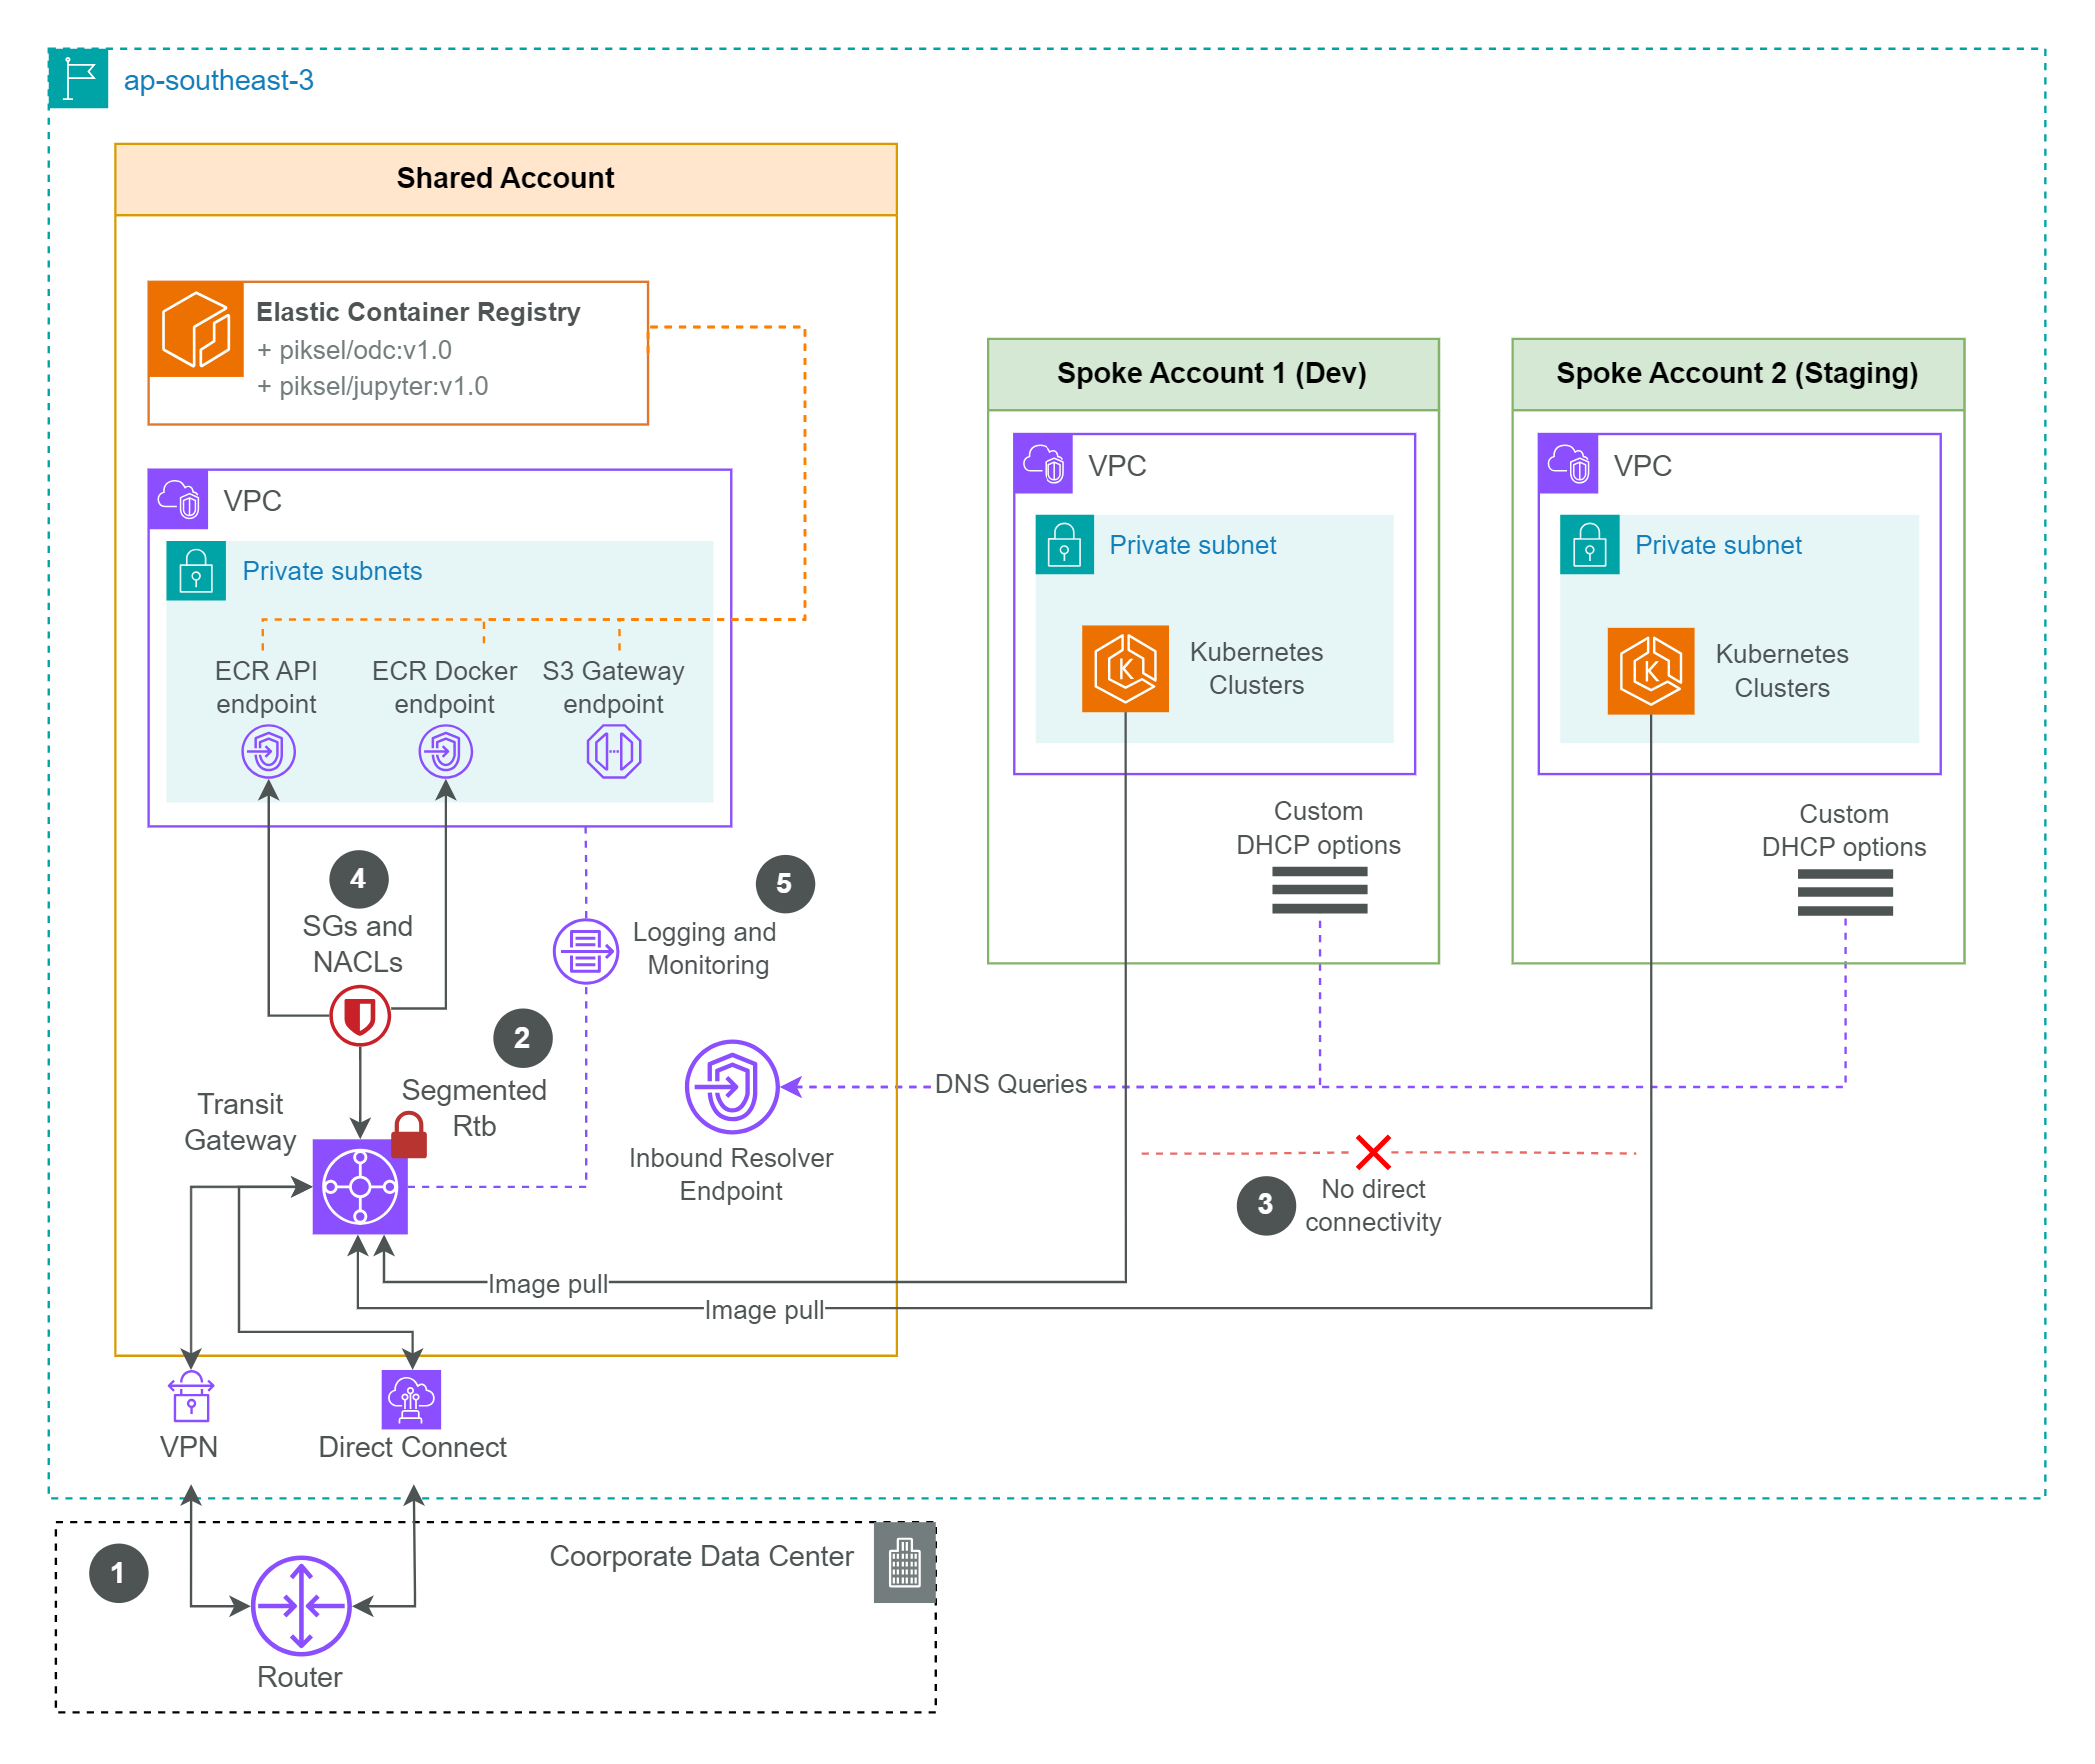 ap-southeast-3
Shared Account
Elastic Container Registry
+ piksel/odc:v1.0
+ piksel/jupyter:v1.0
VPC
Private subnets
ECR API
endpoint
ECR Docker
endpoint
S3 Gateway
endpoint
4
SGs and
NACLs
5
Logging and
Monitoring
2
Segmented
Rtb
Transit
Gateway
Inbound Resolver
Endpoint
DNS Queries
Image pull
Image pull
Spoke Account 1 (Dev)
VPC
Private subnet
K
Kubernetes
Clusters
Custom
DHCP options
Spoke Account 2 (Staging)
VPC
Private subnet
K
Kubernetes
Clusters
Custom
DHCP options
3
No direct
connectivity
VPN
Direct Connect
1
Coorporate Data Center
Router